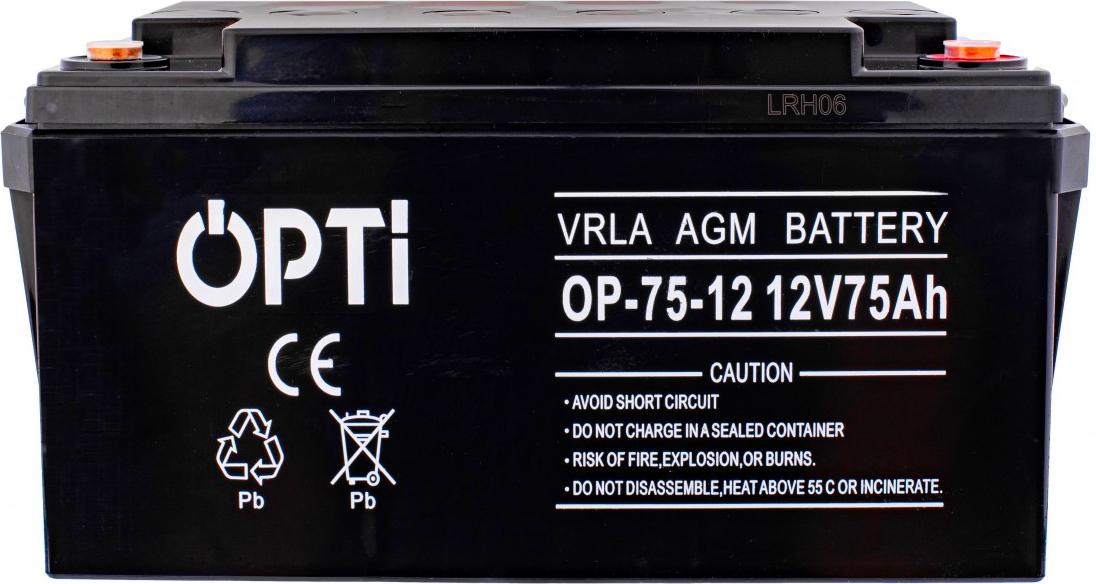 LRH06
OPTi
CE
Pb
Pb
VRLA AGM BATTERY
OP-75-12 12V75Ah
CAUTION
• AVOID SHORT CIRCUIT
• DO NOT CHARGE IN A SEALED CONTAINER
• RISK OF FIRE,EXPLOSION,OR BURNS.
• DO NOT DISASSEMBLE,HEAT ABOVE 55 C OR INCINERATE.